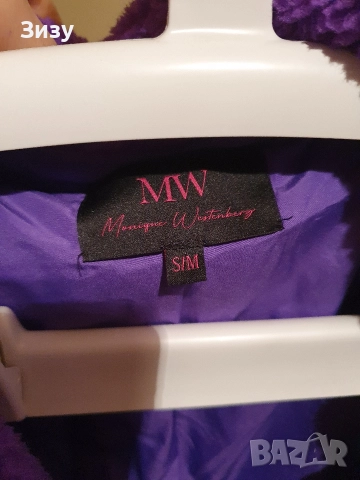 Зизу
MW
Monique Westenberg
S/M
BAZAR